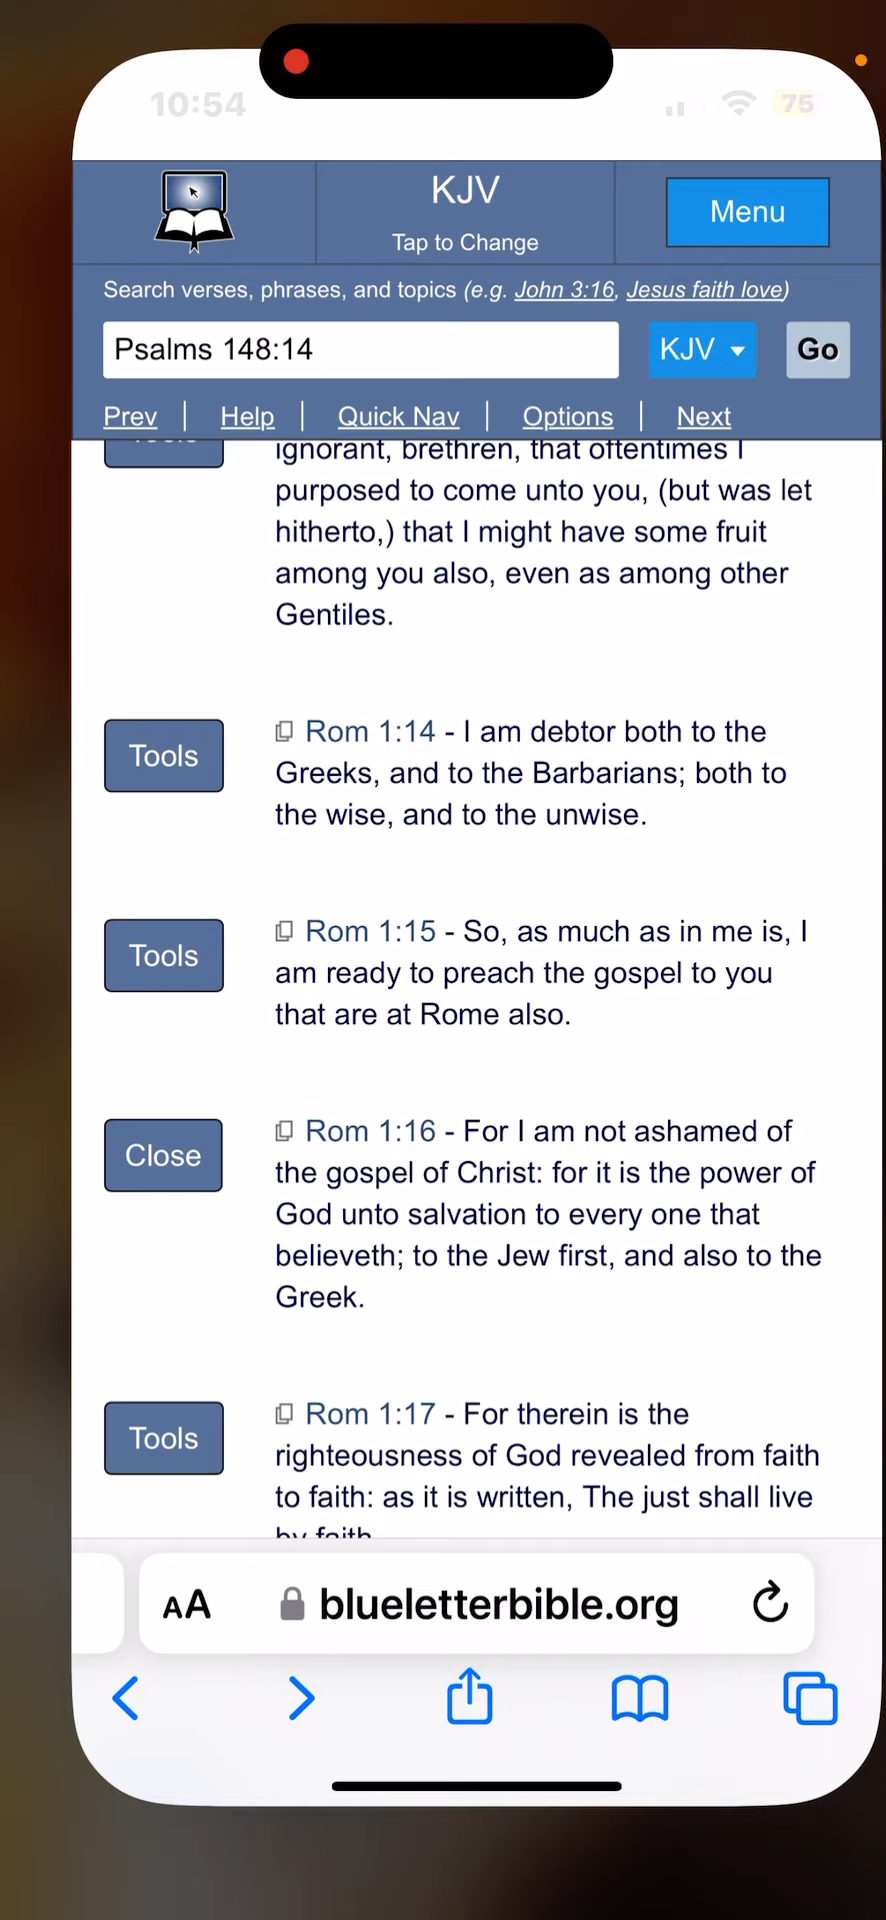 10:54
75
KJV
Tap to Change
Menu
Search verses, phrases, and topics (e.g. John 3:16, Jesus faith love)
Psalms 148:14
KJV
Go
Prev | Help | Quick Nav | Options | Next
Tools
ignorant, brethren, that oftentimes I
purposed to come unto you, (but was let
hitherto,) that I might have some fruit
among you also, even as among other
Gentiles.
Tools
Rom 1:14 - I am debtor both to the
Greeks, and to the Barbarians; both to
the wise, and to the unwise.
Tools
Rom 1:15 - So, as much as in me is, I
am ready to preach the gospel to you
that are at Rome also.
Close
Rom 1:16 - For I am not ashamed of
the gospel of Christ: for it is the power of
God unto salvation to every one that
believeth; to the Jew first, and also to the
Greek.
Tools
Rom 1:17 - For therein is the
righteousness of God revealed from faith
to faith: as it is written, The just shall live
by faith
AA
blueletterbible.org